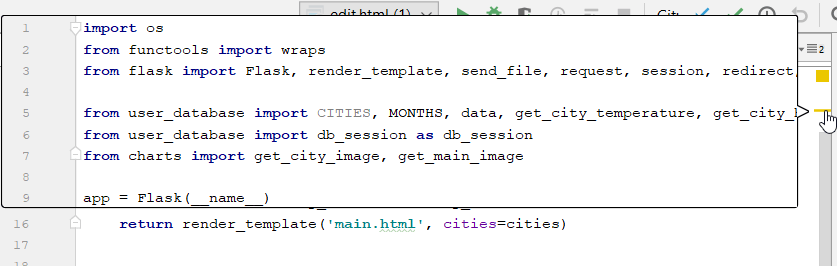 edit.html (1)
Git:
1 import os
2 from functools import wraps
3 from flask import Flask, render_template, send_file, request, session, redirect,
4
5 from user_database import CITIES, MONTHS, data, get_city_temperature, get_city_
6 from user_database import db_session as db_session
7 from charts import get_city_image, get_main_image
8
9 app = Flask(__name__)
16 return render_template('main.html', cities=cities)
17
18
2